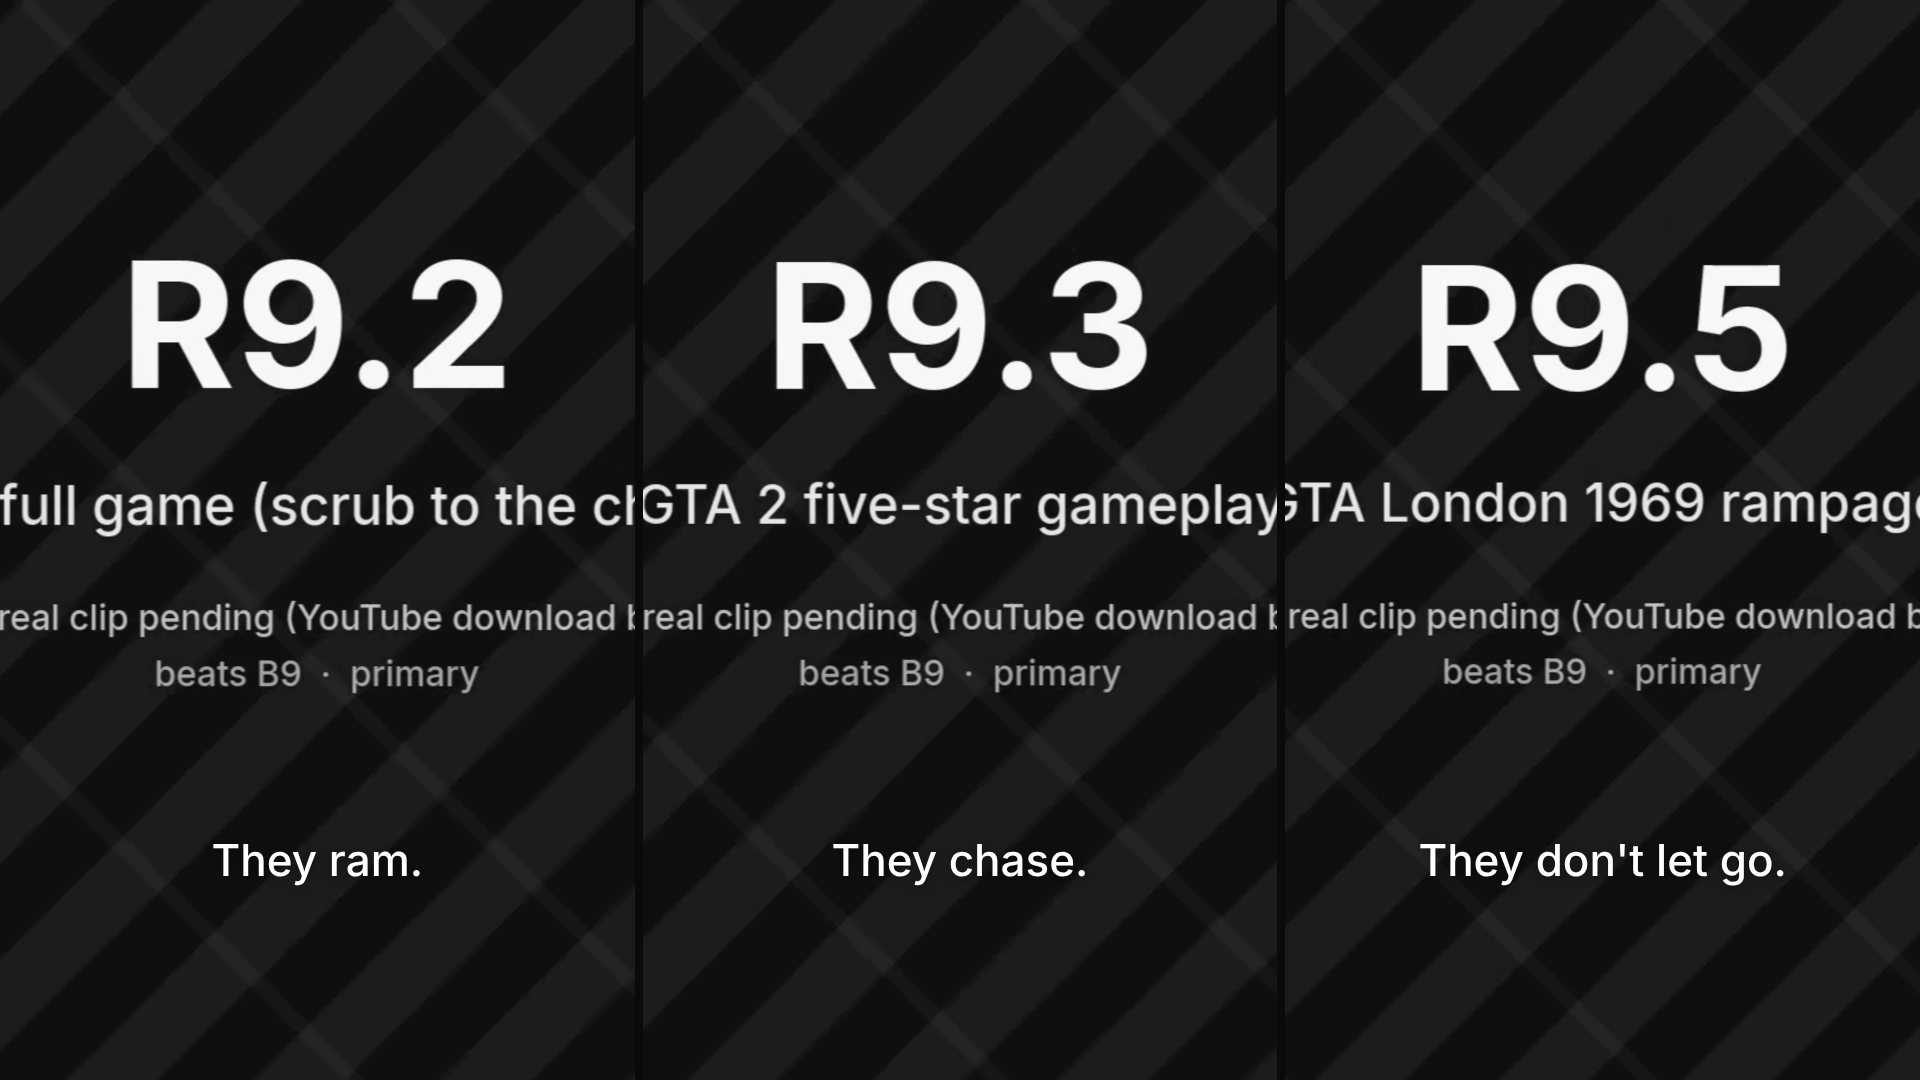 R9.2
full game (scrub to the
real clip pending (YouTube download
beats B9 · primary
They ram.
R9.3
GTA 2 five-star gameplay
real clip pending (YouTube download
beats B9 · primary
They chase.
R9.5
GTA London 1969
real clip pending (YouTube download
beats B9 · primary
They don't let go.